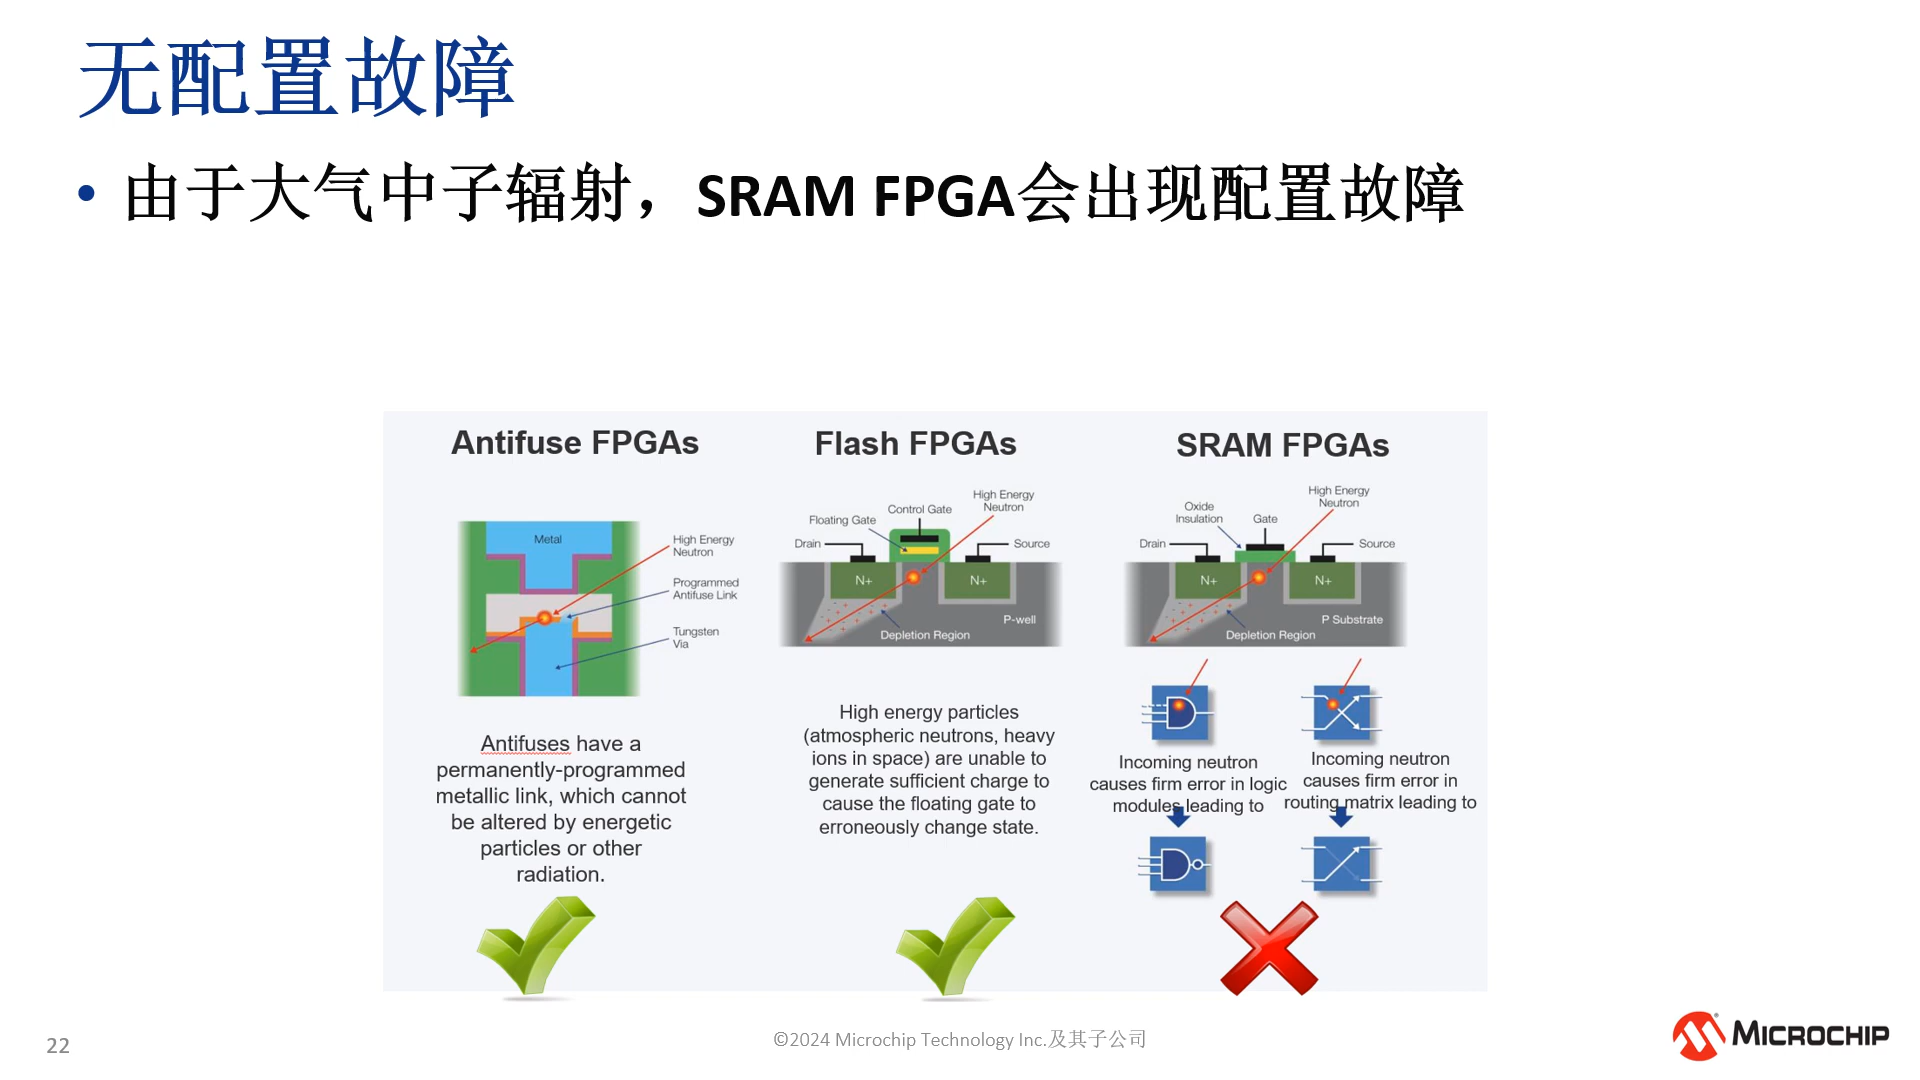 无配置故障
• 由于大气中子辐射，SRAM FPGA会出现配置故障
Antifuse FPGAs
Metal
High Energy
Neutron
Programmed
Antifuse Link
Tungsten
Via
Antifuses have a
permanently-programmed
metallic link, which cannot
be altered by energetic
particles or other
radiation.
Flash FPGAs
High Energy
Neutron
Control Gate
Floating Gate
Drain
Source
N+
N+
P-well
Depletion Region
High energy particles
(atmospheric neutrons, heavy
ions in space) are unable to
generate sufficient charge to
cause the floating gate to
erroneously change state.
SRAM FPGAs
High Energy
Neutron
Oxide
Insulation
Gate
Drain
Source
N+
N+
P Substrate
Depletion Region
Incoming neutron
causes firm error in logic
modules leading to
Incoming neutron
causes firm error in
routing matrix leading to
22
©2024 Microchip Technology Inc.及其子公司
MICROCHIP